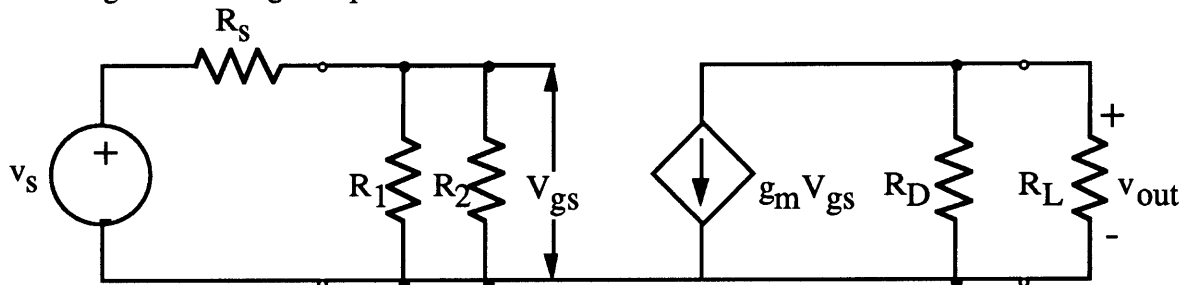 R_s
v_s
+
R_1
R_2
V_gs
g_m V_gs
R_D
R_L
+
v_out
-